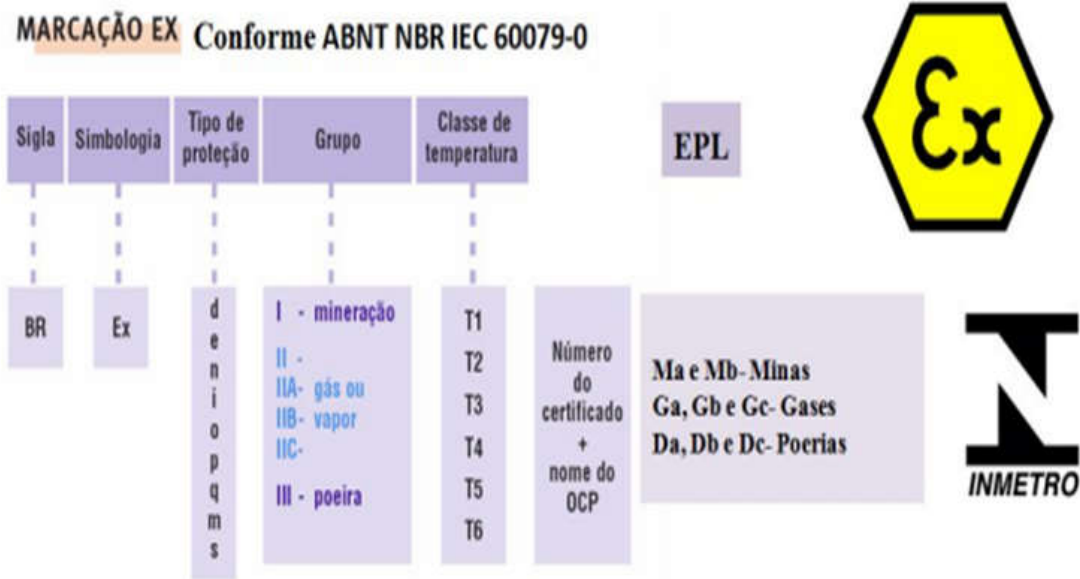 MARCAÇÃO EX Conforme ABNT NBR IEC 60079-0
Sigla
Simbologia
Tipo de
proteção
Grupo
Classe de
temperatura
EPL
Ex
BR
Ex
d
e
n
i
o
p
q
m
s
I - mineração
II -
IIA- gás ou
IIB- vapor
IIC-
III - poeira
T1
T2
T3
T4
T5
T6
Número
do
certificado
+
nome do
OCP
Ma e Mb- Minas
Ga, Gb e Gc- Gases
Da, Db e Dc- Poerias
INMETRO